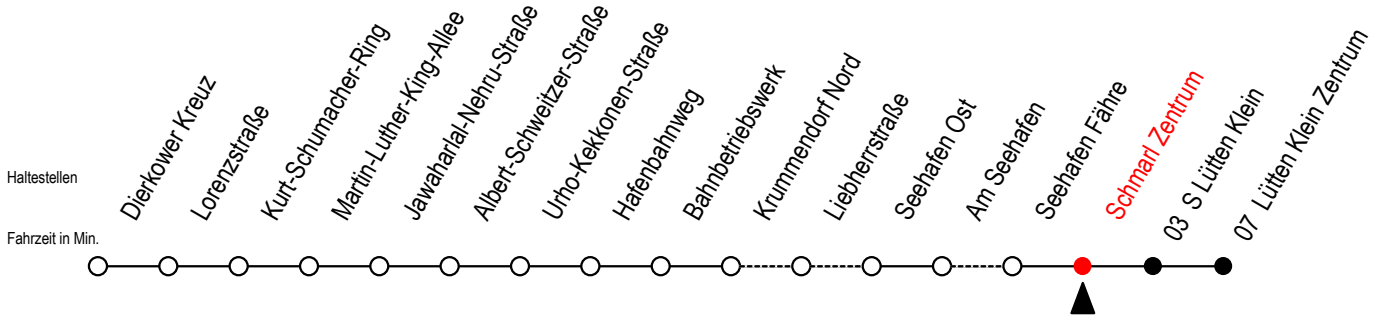 Haltestellen
Fahrzeit in Min.
Dierkower Kreuz
Lorenzstraße
Kurt-Schumacher-Ring
Martin-Luther-King-Allee
Jawaharlal-Nehru-Straße
Albert-Schweitzer-Straße
Urho-Kekkonen-Straße
Hafenbahnweg
Bahnbetriebswerk
Krummendorf Nord
Liebherrstraße
Seehafen Ost
Am Seehafen
Seehafen Fähre
Schmarl Zentrum
03 S Lütten Klein
07 Lütten Klein Zentrum